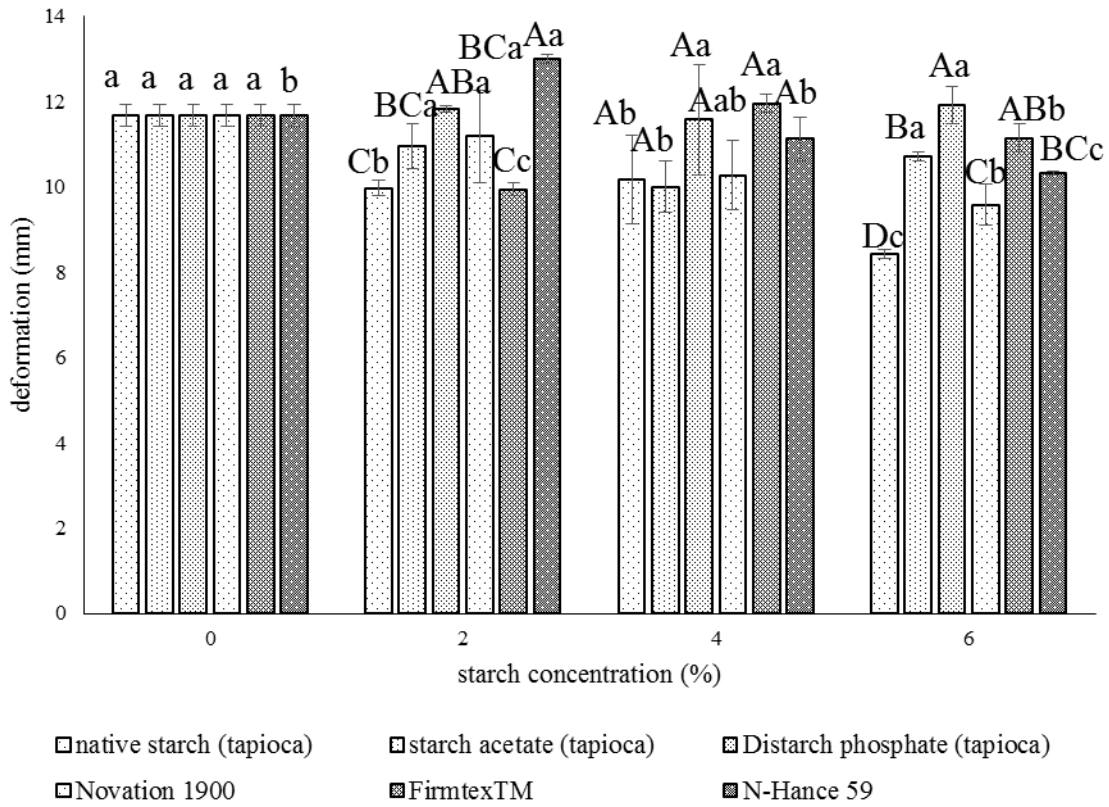 14
12
10
8
6
4
2
0
deformation (mm)
a a a a a b
Cb BCa ABa BCa Cc Aa
Ab Ab Aa Aab Aa Ab
Dc Ba Aa Cb ABb BCc
0 2 4 6
starch concentration (%)
native starch (tapioca) starch acetate (tapioca) Distarch phosphate (tapioca)
Novation 1900 FirmtexTM N-Hance 59